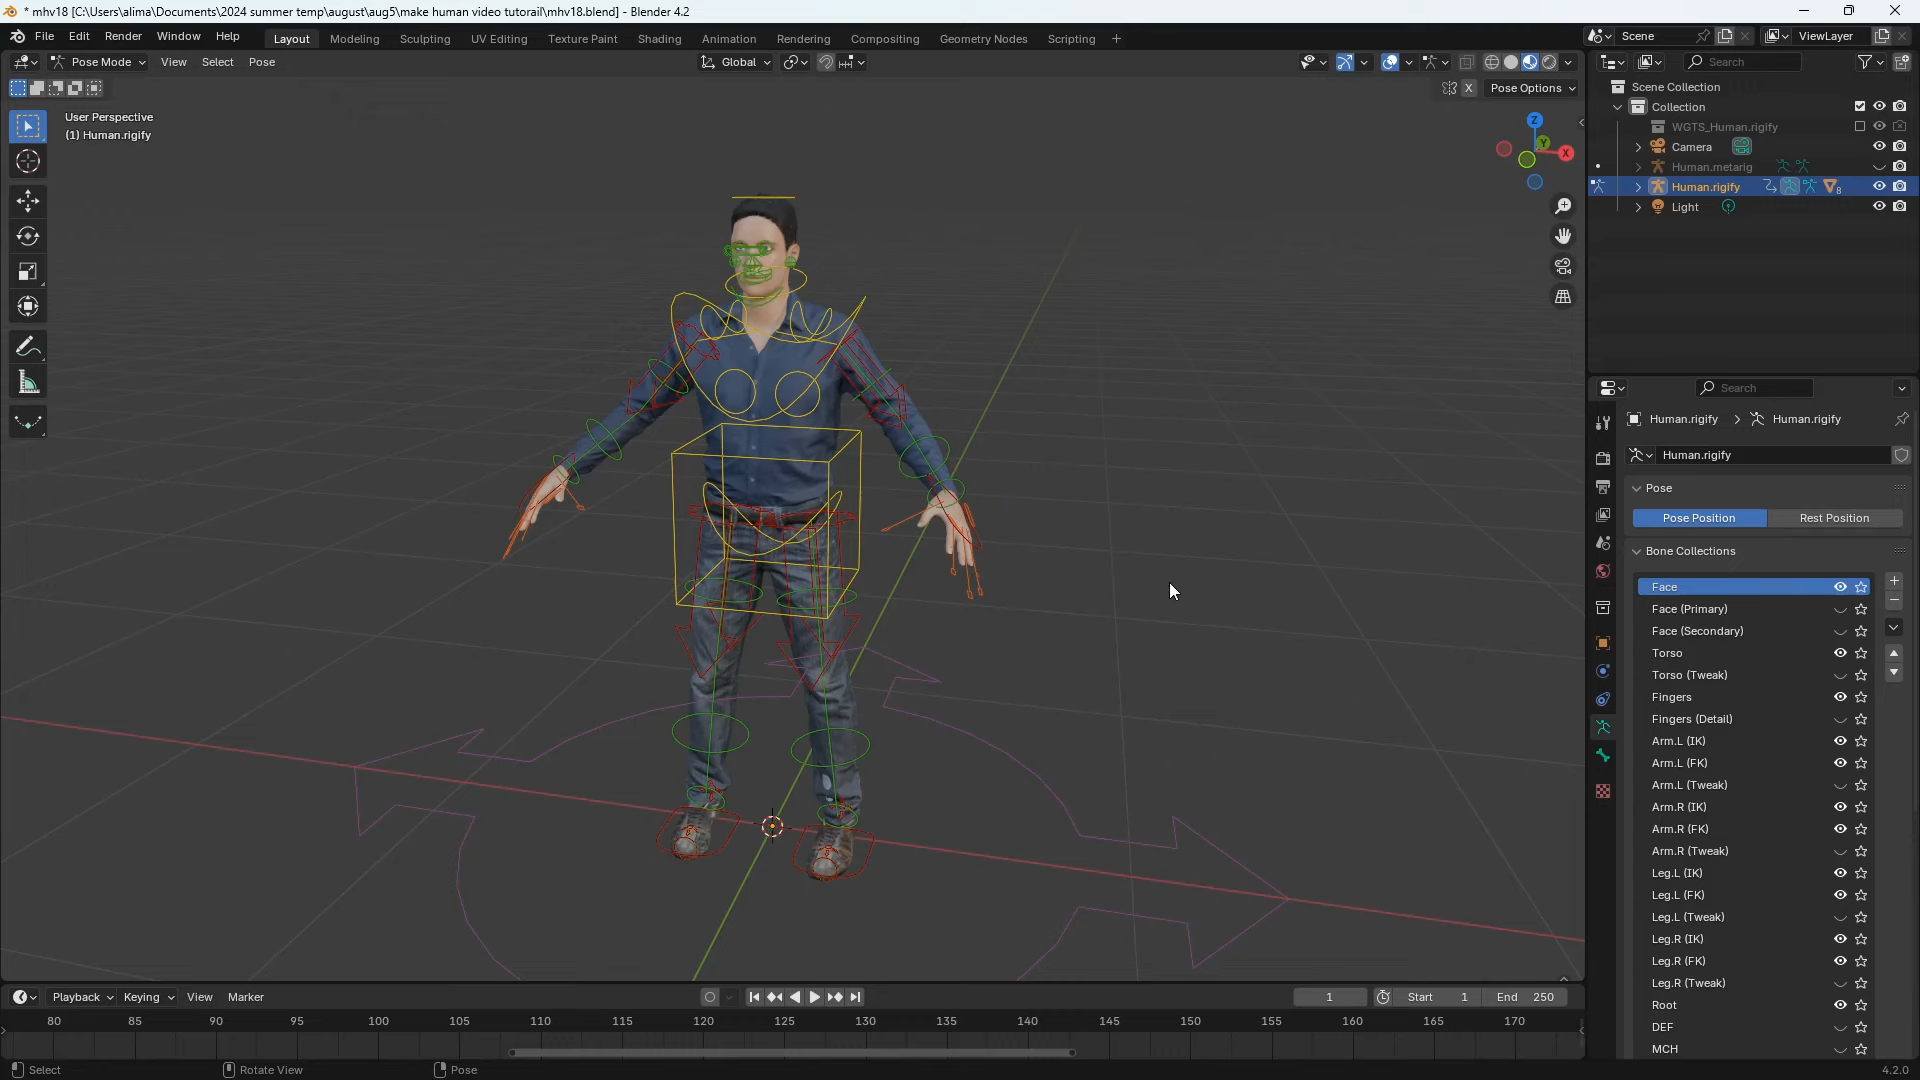 * mhv18 [C:\Users\alima\Documents\2024 summer temp\august\aug5\make human video tutorail\mhv18.blend] - Blender 4.2
File Edit Render Window Help
Layout Modeling Sculpting UV Editing Texture Paint Shading Animation Rendering Compositing Geometry Nodes Scripting +
Scene
ViewLayer
Pose Mode View Select Pose
Global
Search
X Pose Options
User Perspective
(1) Human.rigify
Z
Y
X
Scene Collection
Collection
WGTS_Human.rigify
Camera
Human.metarig
Human.rigify
8
Light
Search
Human.rigify > Human.rigify
Human.rigify
Pose
Pose Position Rest Position
Bone Collections
Face
Face (Primary)
Face (Secondary)
Torso
Torso (Tweak)
Fingers
Fingers (Detail)
Arm.L (IK)
Arm.L (FK)
Arm.L (Tweak)
Arm.R (IK)
Arm.R (FK)
Arm.R (Tweak)
Leg.L (IK)
Leg.L (FK)
Leg.L (Tweak)
Leg.R (IK)
Leg.R (FK)
Leg.R (Tweak)
Root
DEF
MCH
Playback Keying View Marker
1
Start 1
End 250
80 85 90 95 100 105 110 115 120 125 130 135 140 145 150 155 160 165 170
Select
Rotate View
Pose
4.2.0